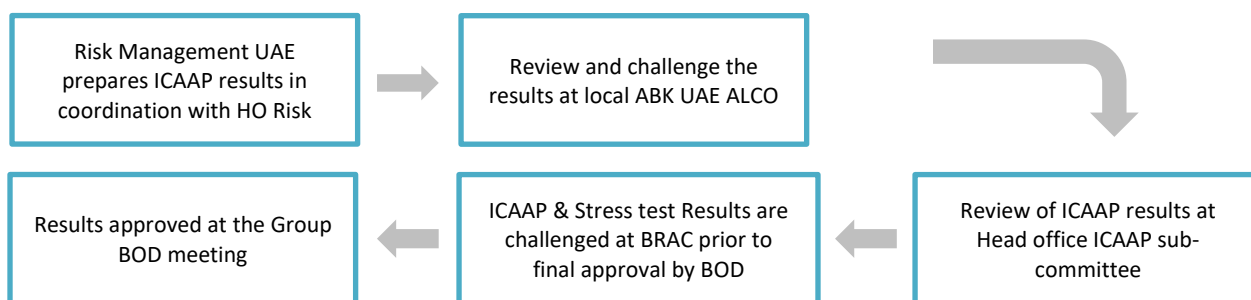 Risk Management UAE
prepares ICAAP results in
coordination with HO Risk
Review and challenge the
results at local ABK UAE ALCO
Review of ICAAP results at
Head office ICAAP sub-
committee
ICAAP & Stress test Results are
challenged at BRAC prior to
final approval by BOD
Results approved at the Group
BOD meeting